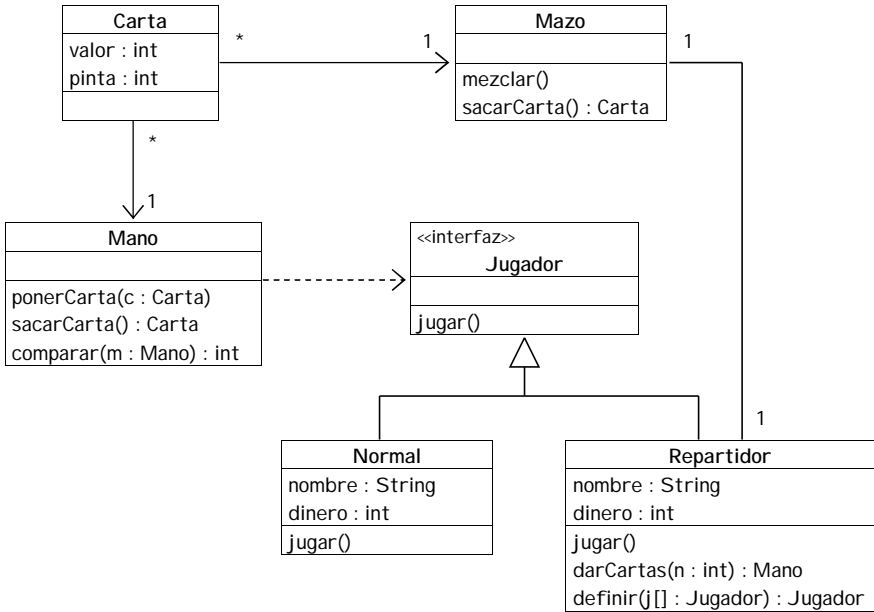 Carta
valor : int
pinta : int
*
1
Mazo
mezclar()
sacarCarta() : Carta
1
*
1
Mano
ponerCarta(c : Carta)
sacarCarta() : Carta
comparar(m : Mano) : int
<<interfaz>>
Jugador
jugar()
1
Normal
nombre : String
dinero : int
jugar()
Repartidor
nombre : String
dinero : int
jugar()
darCartas(n : int) : Mano
definir(j[] : Jugador) : Jugador